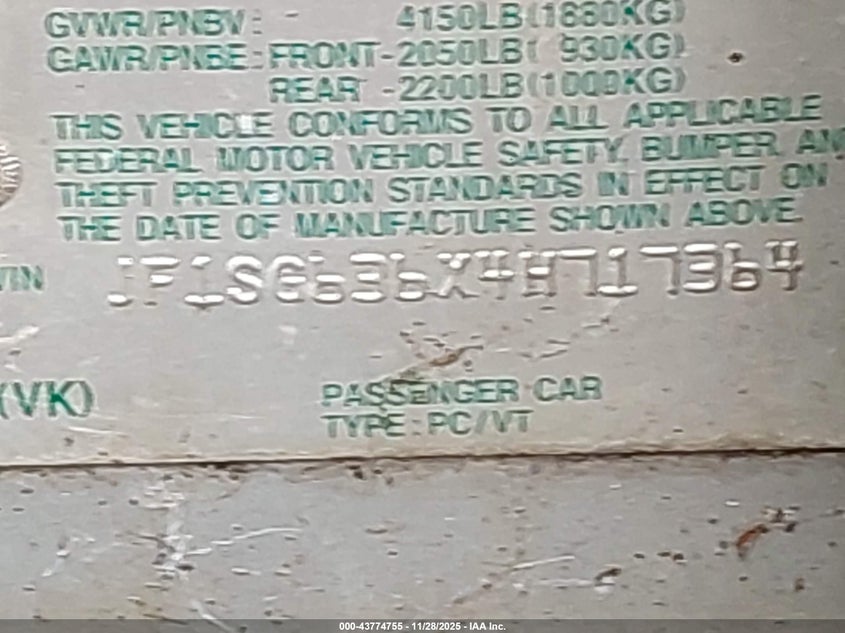 GVWR/PNBV: - 4150LB(1880KG)
GAWR/PNBE: FRONT-2050LB( 930KG)
REAR -2200LB(1000KG)
THIS VEHICLE CONFORMS TO ALL APPLICABLE
FEDERAL MOTOR VEHICLE SAFETY, BUMPER, AN
THEFT PREVENTION STANDARDS IN EFFECT ON
THE DATE OF MANUFACTURE SHOWN ABOVE.
VIN JF1SG636X4H717364
(VK) PASSENGER CAR
TYPE:PC/VT
000-43774755 - 11/28/2025 - IAA Inc.